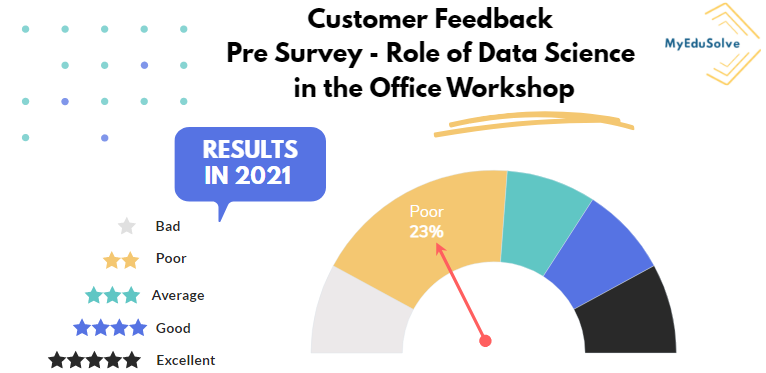 Customer Feedback
Pre Survey - Role of Data Science
in the Office Workshop
MyEduSolve
RESULTS
IN 2021
Bad
Poor
Average
Good
Excellent
Poor
23%